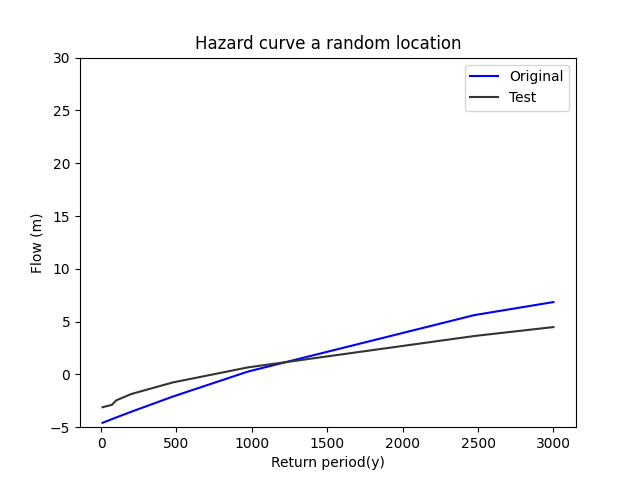 Hazard curve a random location
30
25
20
15
10
5
0
−5
Flow (m)
Original
Test
0 500 1000 1500 2000 2500 3000
Return period(y)